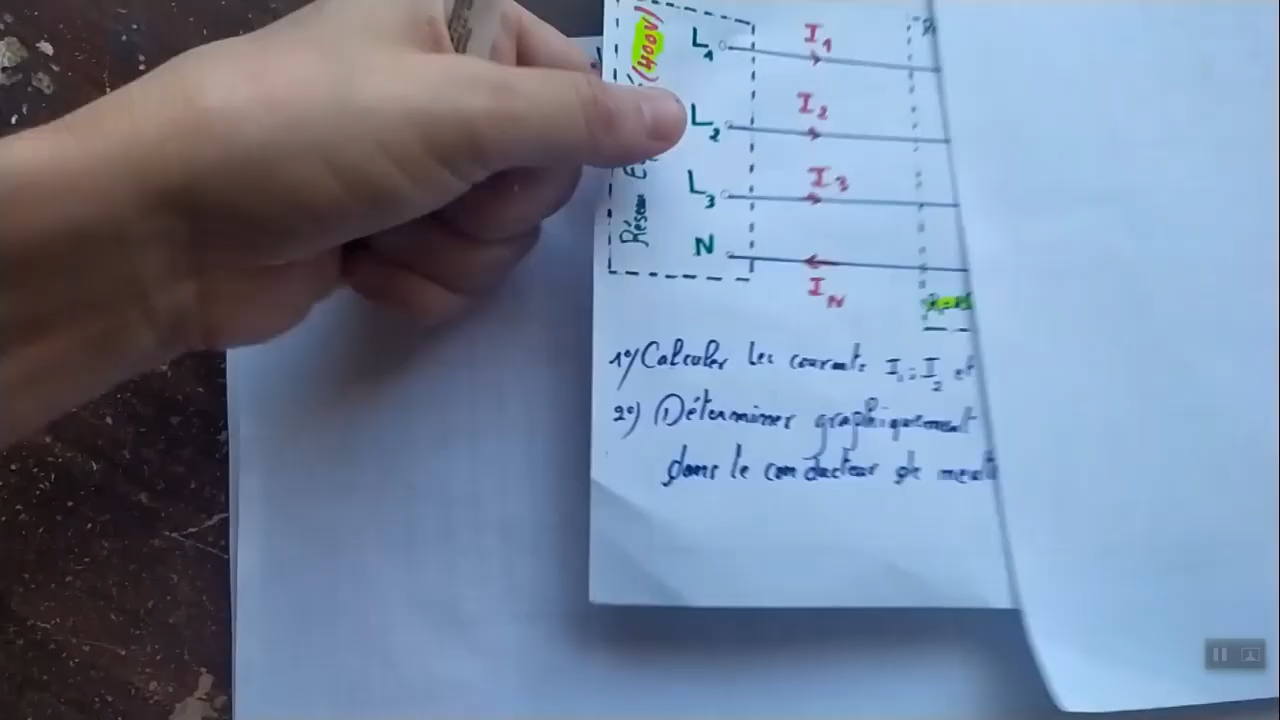 (400V)
Réseau
L1
I1
L2
I2
L3
I3
N
IN
1°/ Calculer les courants I1; I2 et
2°) Déterminer graphiquement
dans le conducteur de